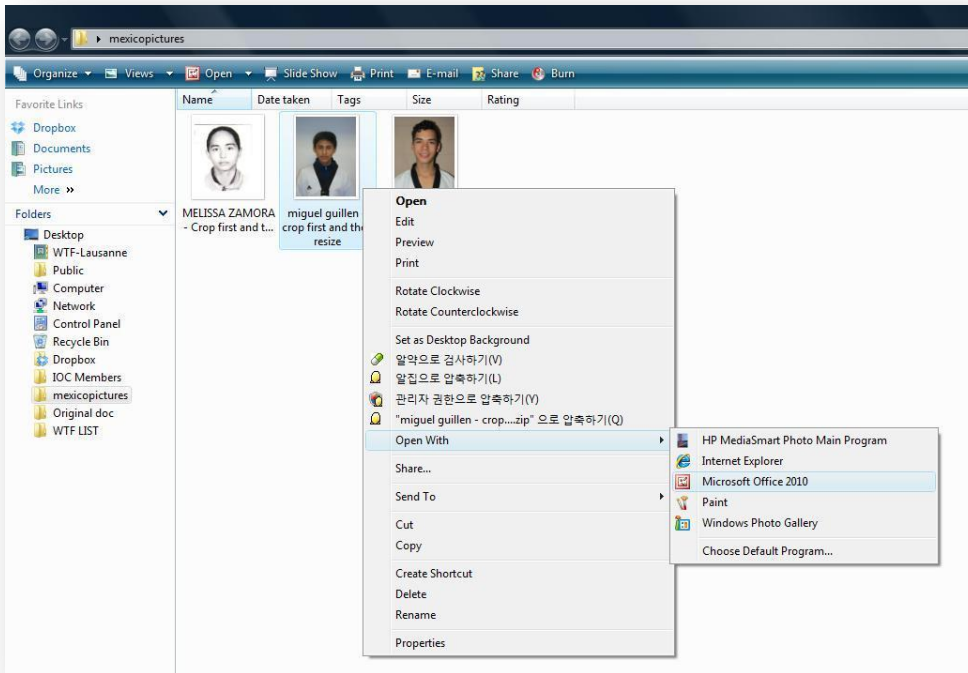 mexicopictures
Organize Views Open Slide Show Print E-mail Share Burn
Favorite Links
Dropbox
Documents
Pictures
More »
Folders
Desktop
WTF-Lausanne
Public
Computer
Network
Control Panel
Recycle Bin
Dropbox
IOC Members
mexicopictures
Original doc
WTF LIST
Name Date taken Tags Size Rating
MELISSA ZAMORA
- Crop first and t...
miguel guillen
crop first and the
resize
Open
Edit
Preview
Print
Rotate Clockwise
Rotate Counterclockwise
Set as Desktop Background
알약으로 검사하기(V)
알집으로 압축하기(L)
관리자 권한으로 압축하기(Y)
"miguel guillen - crop....zip" 으로 압축하기(Q)
Open With
Share...
Send To
Cut
Copy
Create Shortcut
Delete
Rename
Properties
HP MediaSmart Photo Main Program
Internet Explorer
Microsoft Office 2010
Paint
Windows Photo Gallery
Choose Default Program...